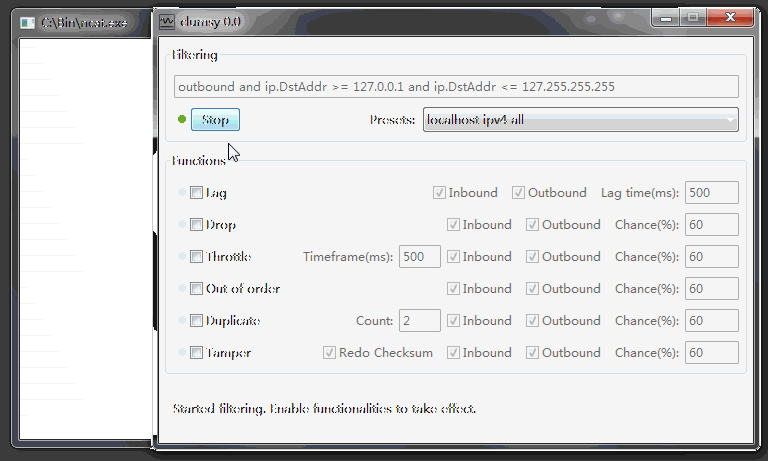 C:\Bin\ncat.exe
clumsy 0.0
Filtering
outbound and ip.DstAddr >= 127.0.0.1 and ip.DstAddr <= 127.255.255.255
Stop Presets: localhost ipv4 all
Functions
Lag Inbound Outbound Lag time(ms): 500
Drop Inbound Outbound Chance(%): 60
Throttle Timeframe(ms): 500 Inbound Outbound Chance(%): 60
Out of order Inbound Outbound Chance(%): 60
Duplicate Count: 2 Inbound Outbound Chance(%): 60
Tamper Redo Checksum Inbound Outbound Chance(%): 60
Started filtering. Enable functionalities to take effect.